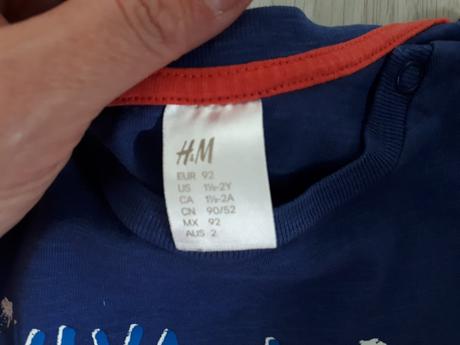 H&M
EUR 92
US 1½-2Y
CA 1½-2A
CN 90/52
MX 92
AUS 2